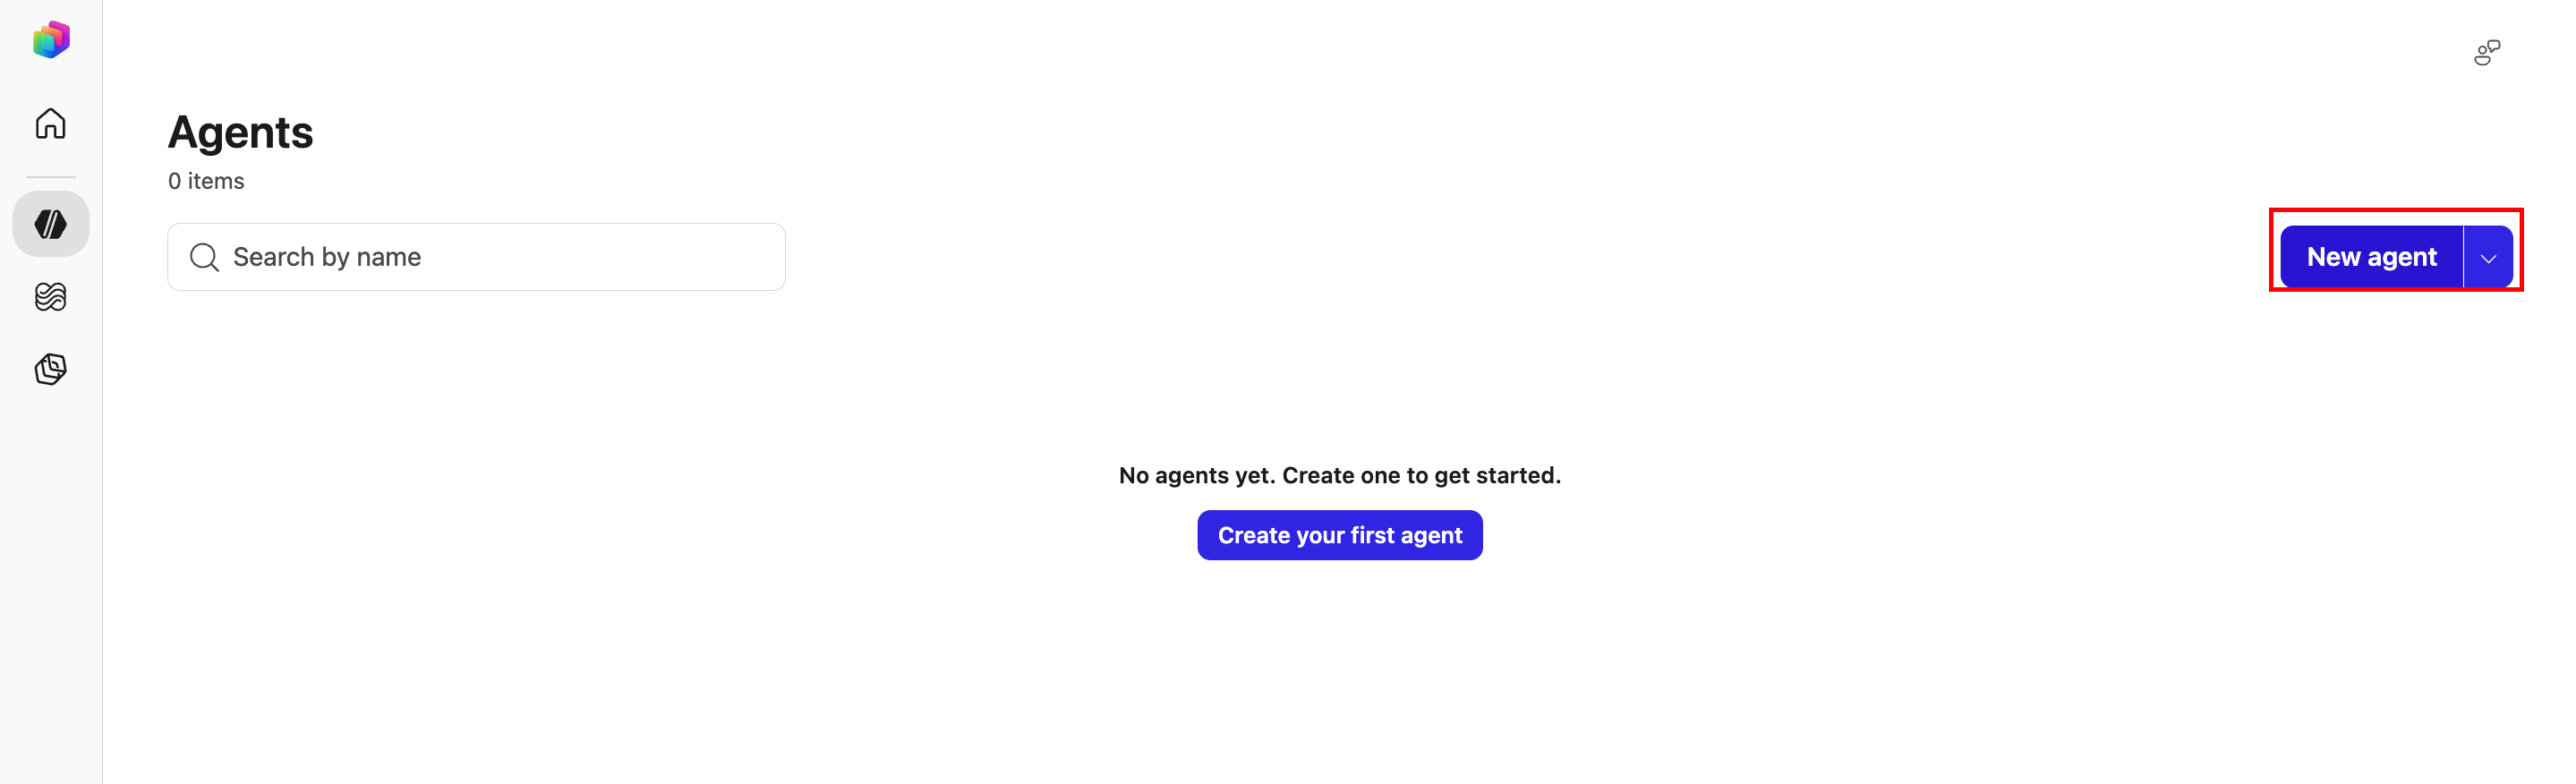 Agents
0 items
Search by name
New agent
No agents yet. Create one to get started.
Create your first agent